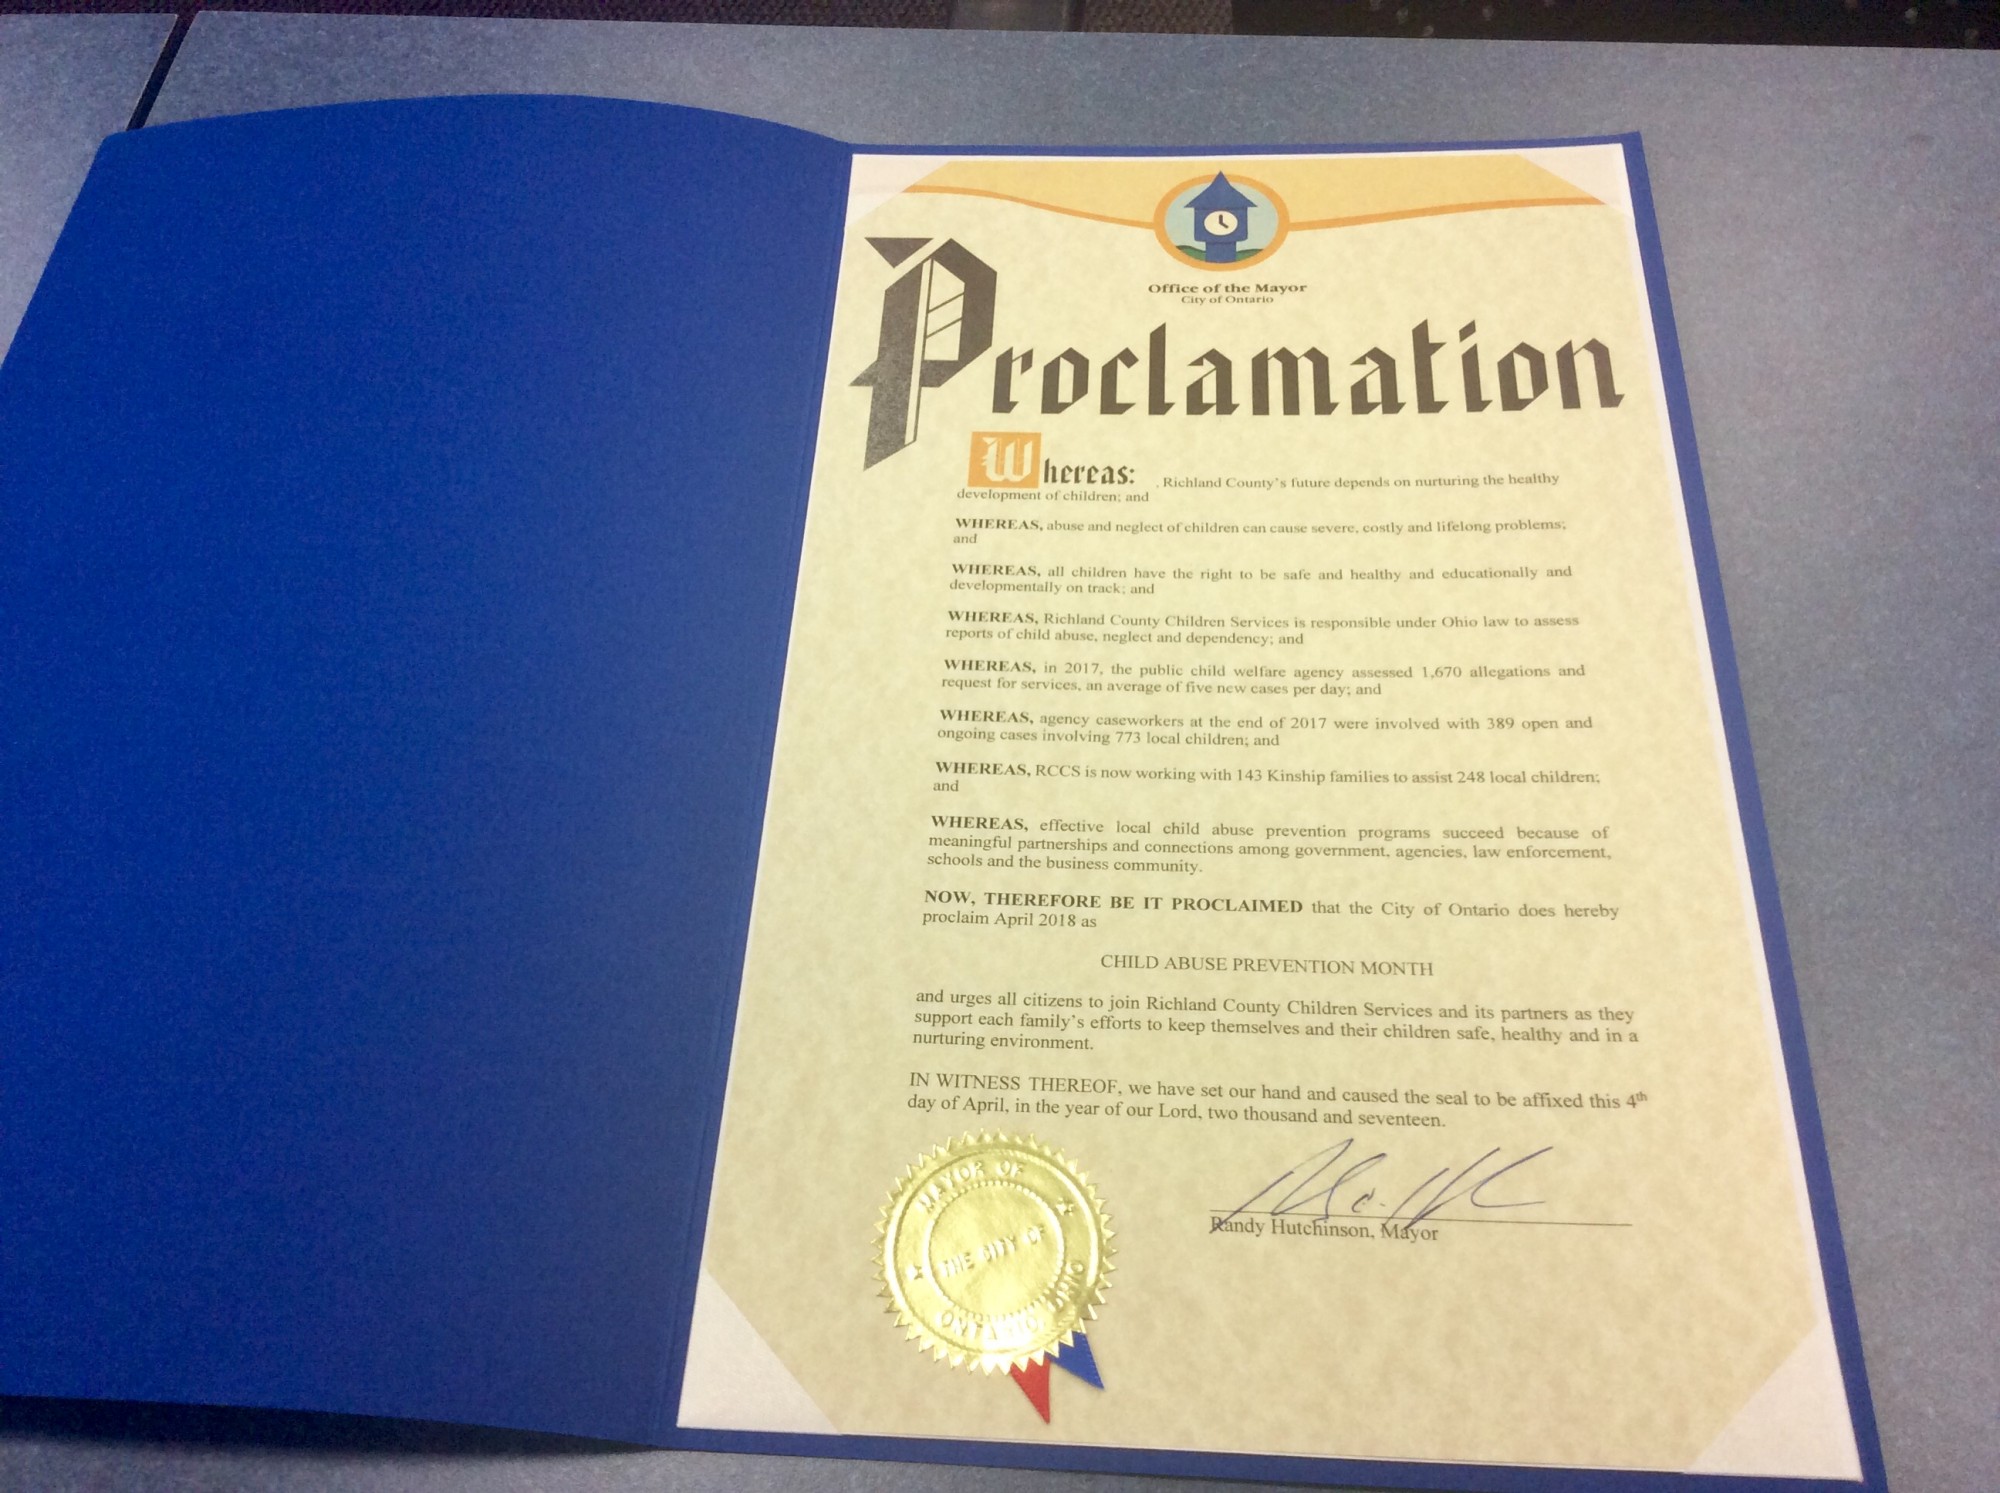 Office of the Mayor
City of Ontario
Proclamation
Whereas: , Richland County's future depends on nurturing the healthy
development of children; and
WHEREAS, abuse and neglect of children can cause severe, costly and lifelong problems;
and
WHEREAS, all children have the right to be safe and healthy and educationally and
developmentally on track; and
WHEREAS, Richland County Children Services is responsible under Ohio law to assess
reports of child abuse, neglect and dependency; and
WHEREAS, in 2017, the public child welfare agency assessed 1,670 allegations and
request for services, an average of five new cases per day; and
WHEREAS, agency caseworkers at the end of 2017 were involved with 389 open and
ongoing cases involving 773 local children; and
WHEREAS, RCCS is now working with 143 Kinship families to assist 248 local children;
and
WHEREAS, effective local child abuse prevention programs succeed because of
meaningful partnerships and connections among government, agencies, law enforcement,
schools and the business community.
NOW, THEREFORE BE IT PROCLAIMED that the City of Ontario does hereby
proclaim April 2018 as
CHILD ABUSE PREVENTION MONTH
and urges all citizens to join Richland County Children Services and its partners as they
support each family's efforts to keep themselves and their children safe, healthy and in a
nurturing environment.
IN WITNESS THEREOF, we have set our hand and caused the seal to be affixed this 4th
day of April, in the year of our Lord, two thousand and seventeen.
Randy Hutchinson, Mayor
MAYOR OF
THE CITY OF
ONTARIO, OHIO